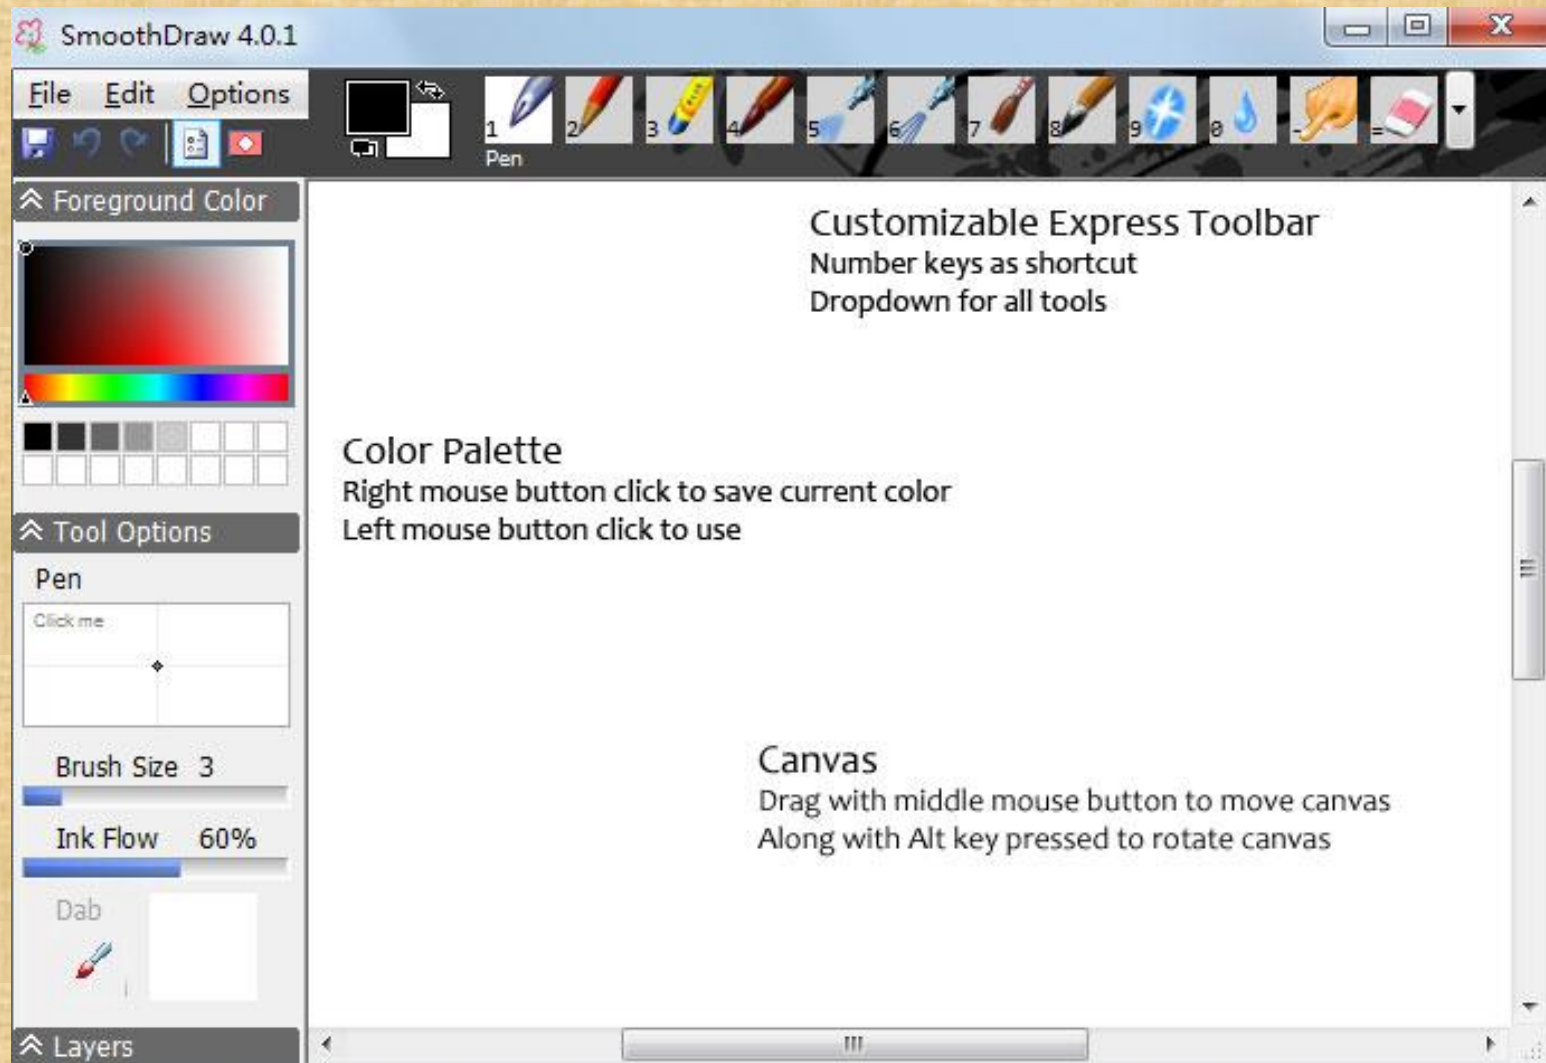 SmoothDraw 4.0.1
File Edit Options
1 2 3 4 5 6 7 8 9 0 - =
Pen
Foreground Color
Customizable Express Toolbar
Number keys as shortcut
Dropdown for all tools
Color Palette
Right mouse button click to save current color
Left mouse button click to use
Tool Options
Pen
Click me
Brush Size 3
Ink Flow 60%
Dab
Canvas
Drag with middle mouse button to move canvas
Along with Alt key pressed to rotate canvas
Layers